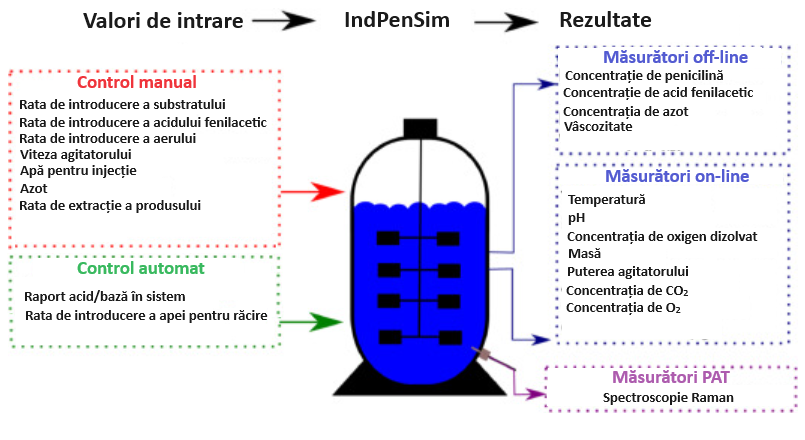 Valori de intrare
IndPenSim
Rezultate
Control manual
Rata de introducere a substratului
Rata de introducere a acidului fenilacetic
Rata de introducere a aerului
Viteza agitatorului
Apă pentru injecție
Azot
Rata de extracție a produsului
Control automat
Raport acid/bază în sistem
Rata de introducere a apei pentru răcire
Măsurători off-line
Concentrație de penicilină
Concentrație de acid fenilacetic
Concentrația de azot
Vâscozitate
Măsurători on-line
Temperatură
pH
Concentrația de oxigen dizolvat
Masă
Puterea agitatorului
Concentrația de CO₂
Concentrația de O₂
Măsurători PAT
Spectroscopie Raman